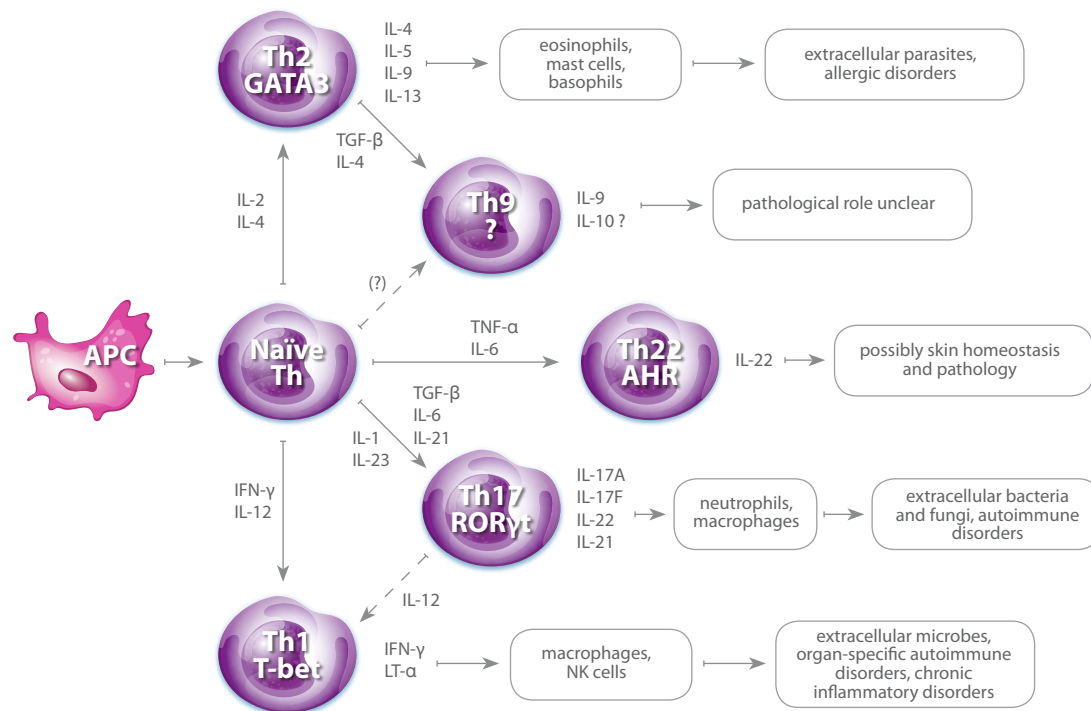 Th2
GATA3
IL-4
IL-5
IL-9
IL-13
eosinophils,
mast cells,
basophils
extracellular parasites,
allergic disorders
TGF-β
IL-4
IL-2
IL-4
Th9
?
IL-9
IL-10 ?
pathological role unclear
(?)
APC
Naïve
Th
TNF-α
IL-6
Th22
AHR
IL-22
possibly skin homeostasis
and pathology
TGF-β
IL-6
IL-21
IL-1
IL-23
Th17
RORγt
IL-17A
IL-17F
IL-22
IL-21
neutrophils,
macrophages
extracellular bacteria
and fungi, autoimmune
disorders
IFN-γ
IL-12
IL-12
Th1
T-bet
IFN-γ
LT-α
macrophages,
NK cells
extracellular microbes,
organ-specific autoimmune
disorders, chronic
inflammatory disorders